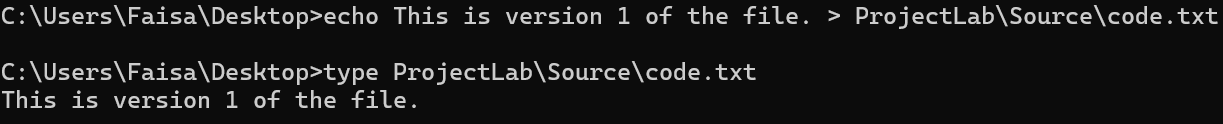 C:\Users\Faisa\Desktop>echo This is version 1 of the file. > ProjectLab\Source\code.txt
C:\Users\Faisa\Desktop>type ProjectLab\Source\code.txt
This is version 1 of the file.